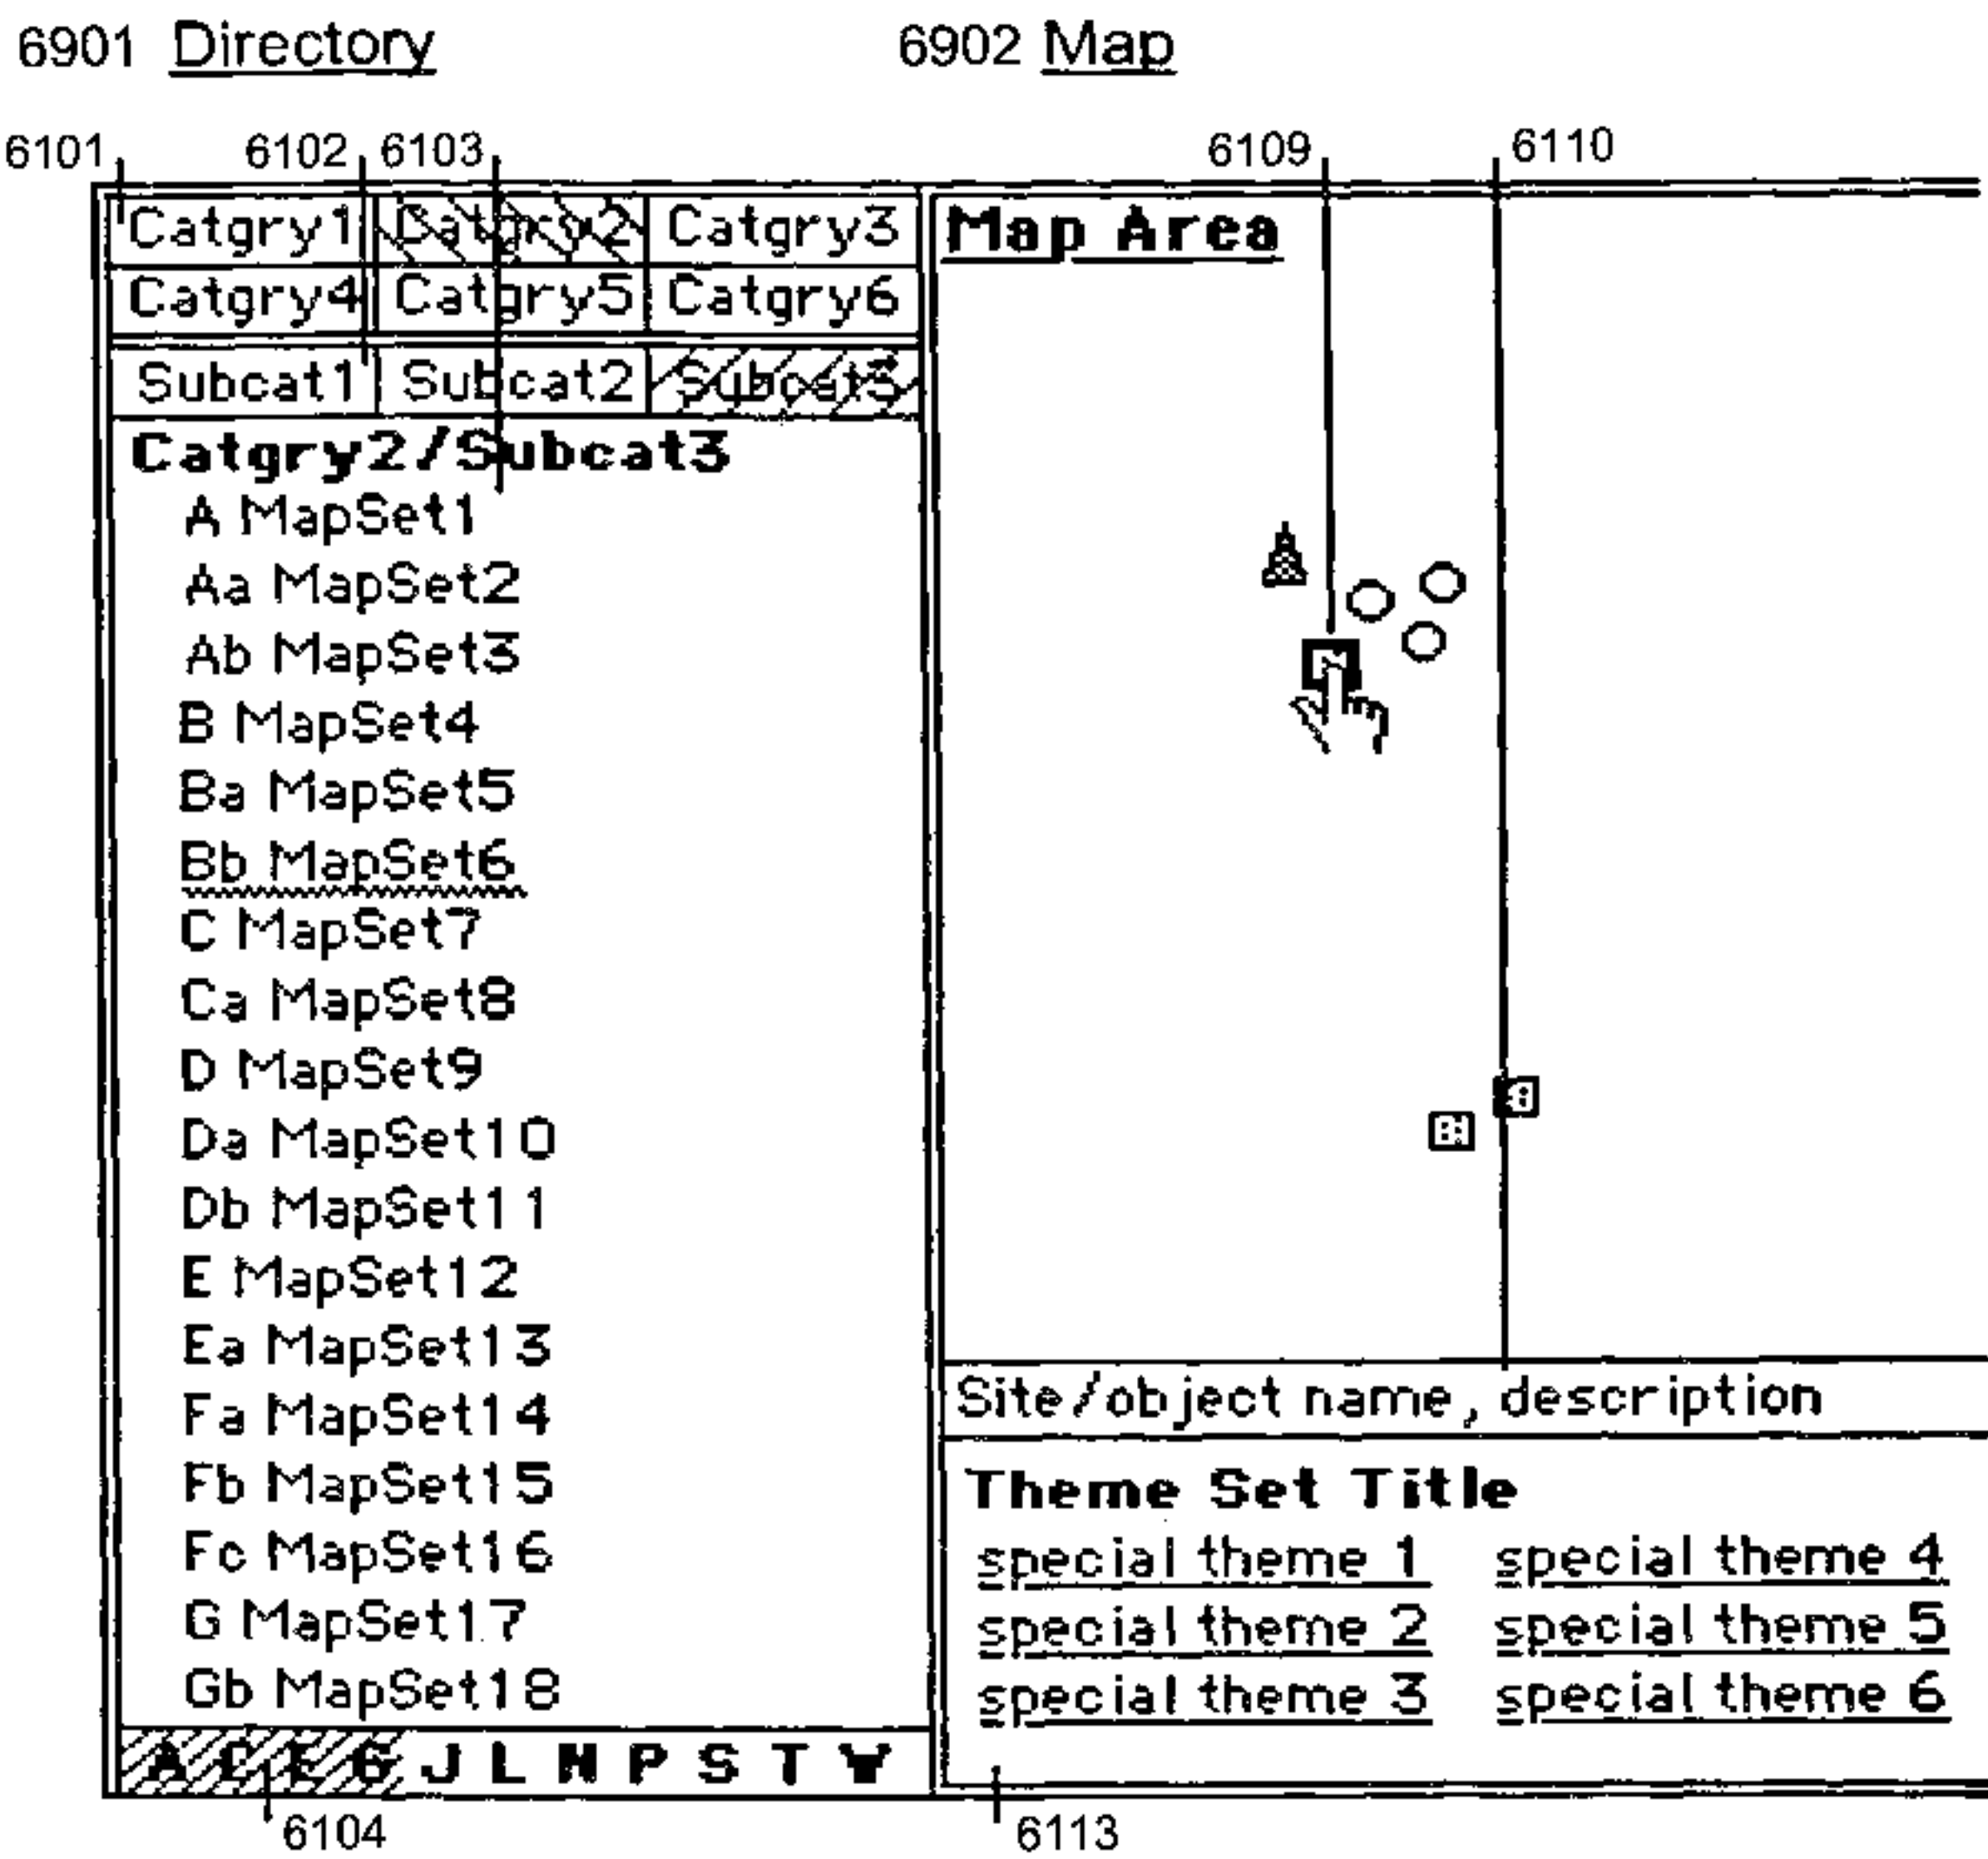 6901 Directory
6902 Map
6101 6102 6103 6109 6110
Catgry1 Catgry2 Catgry3
Catgry4 Catgry5 Catgry6
Subcat1 Subcat2 Subcat3
Catgry2/Subcat3
A MapSet1
Aa MapSet2
Ab MapSet3
B MapSet4
Ba MapSet5
Bb MapSet6
C MapSet7
Ca MapSet8
D MapSet9
Da MapSet10
Db MapSet11
E MapSet12
Ea MapSet13
Fa MapSet14
Fb MapSet15
Fc MapSet16
G MapSet17
Gb MapSet18
A C E G J L N P S T W
6104
Map Area
Site/object name, description
Theme Set Title
special theme 1 special theme 4
special theme 2 special theme 5
special theme 3 special theme 6
6113